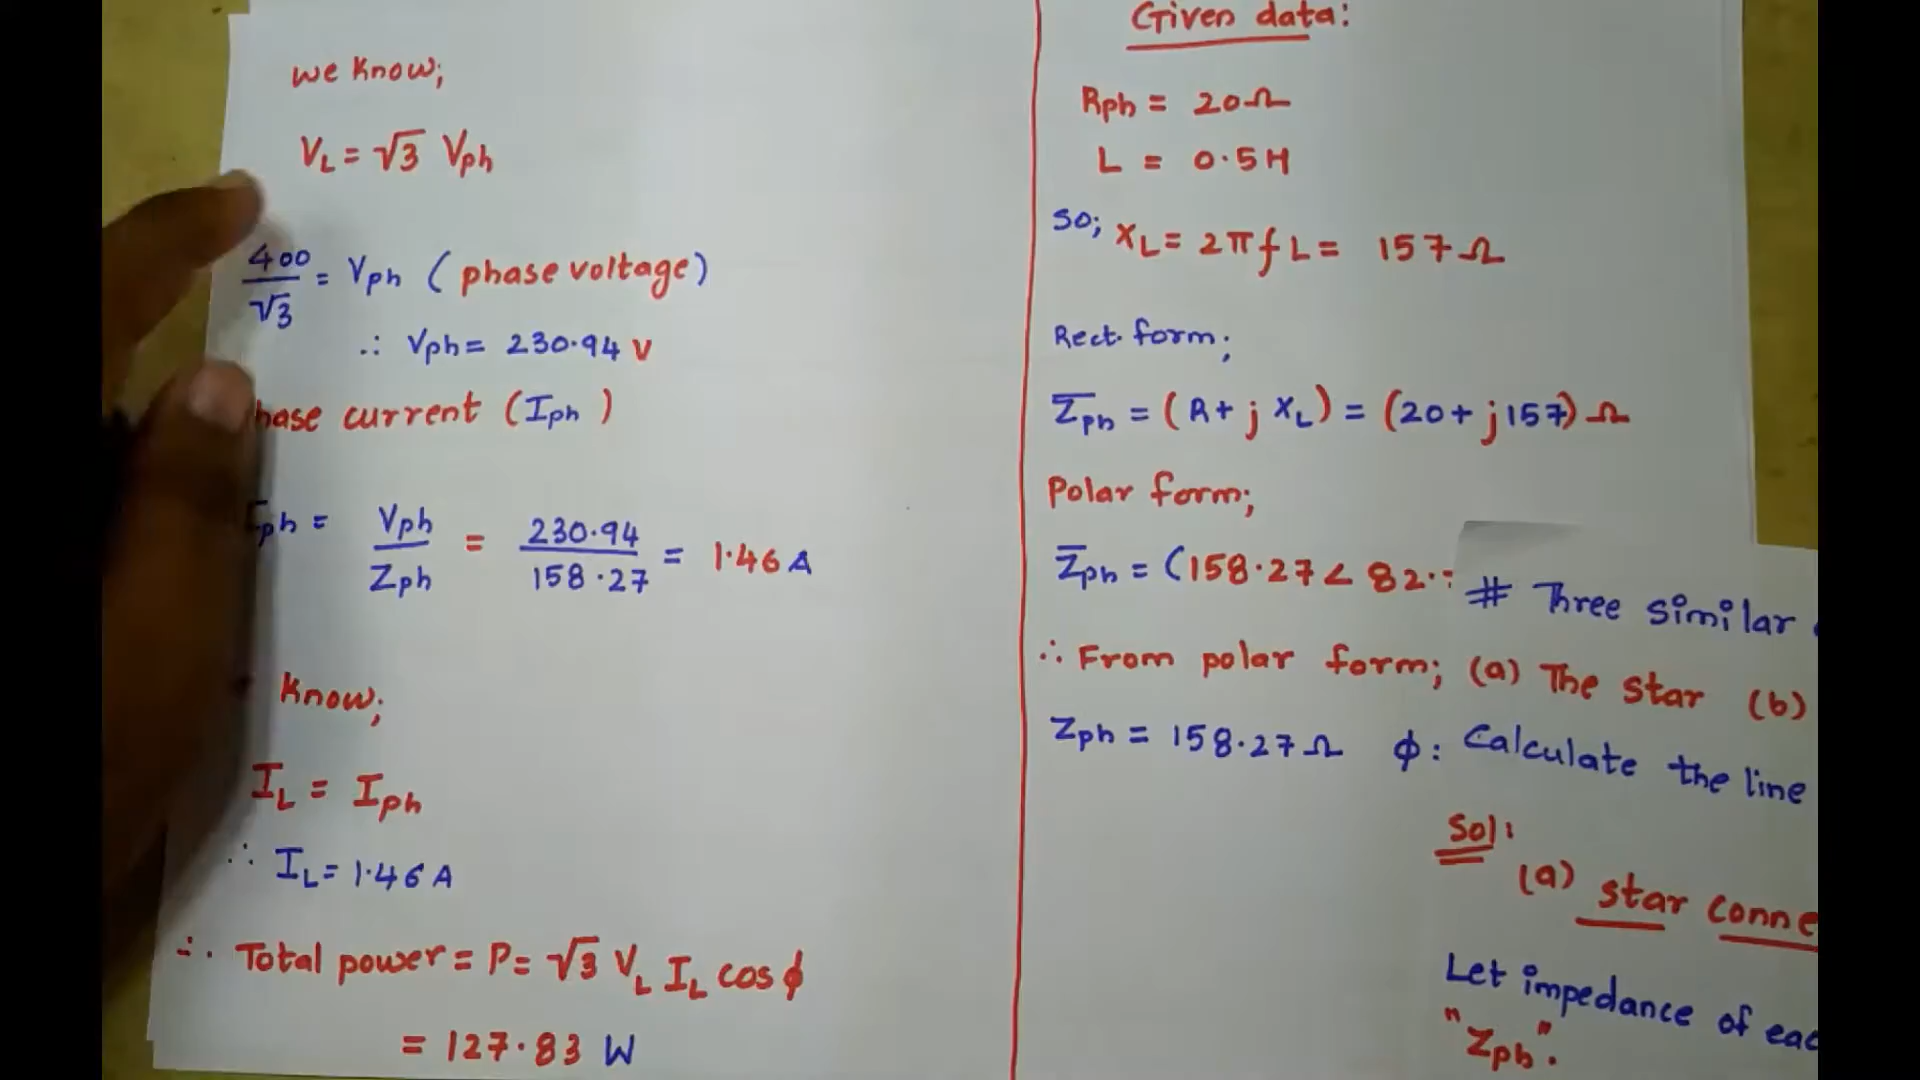 we know;
VL = √3 Vph
400/√3 = Vph (phase voltage)
∴ Vph = 230.94 V
hase current (Iph)
Iph = Vph/Zph = 230.94/158.27 = 1.46 A
know;
IL = Iph
∴ IL = 1.46 A
∴ Total power = P = √3 VL IL cosϕ
= 127.83 W
Given data:
Rph = 20Ω
L = 0.5H
So; XL = 2πfL = 157Ω
Rect. form;
Z̅ph = (R + j XL) = (20 + j157) Ω
Polar form;
Z̅ph = (158.27 < 82.
∴ From polar form;
Zph = 158.27Ω ϕ:
# Three similar
(a) The star (b)
Calculate the line
Sol:
(a) star conne
Let impedance of eac
"Zph".